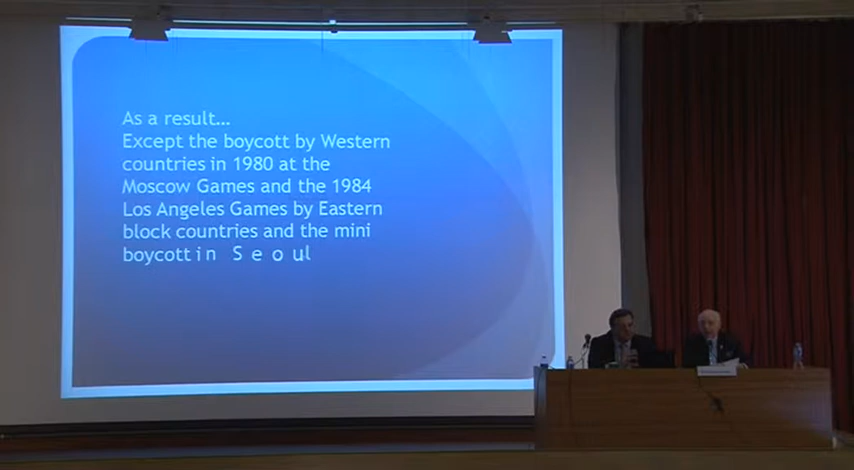 As a result...
Except the boycott by Western
countries in 1980 at the
Moscow Games and the 1984
Los Angeles Games by Eastern
block countries and the mini
boycott in Seoul